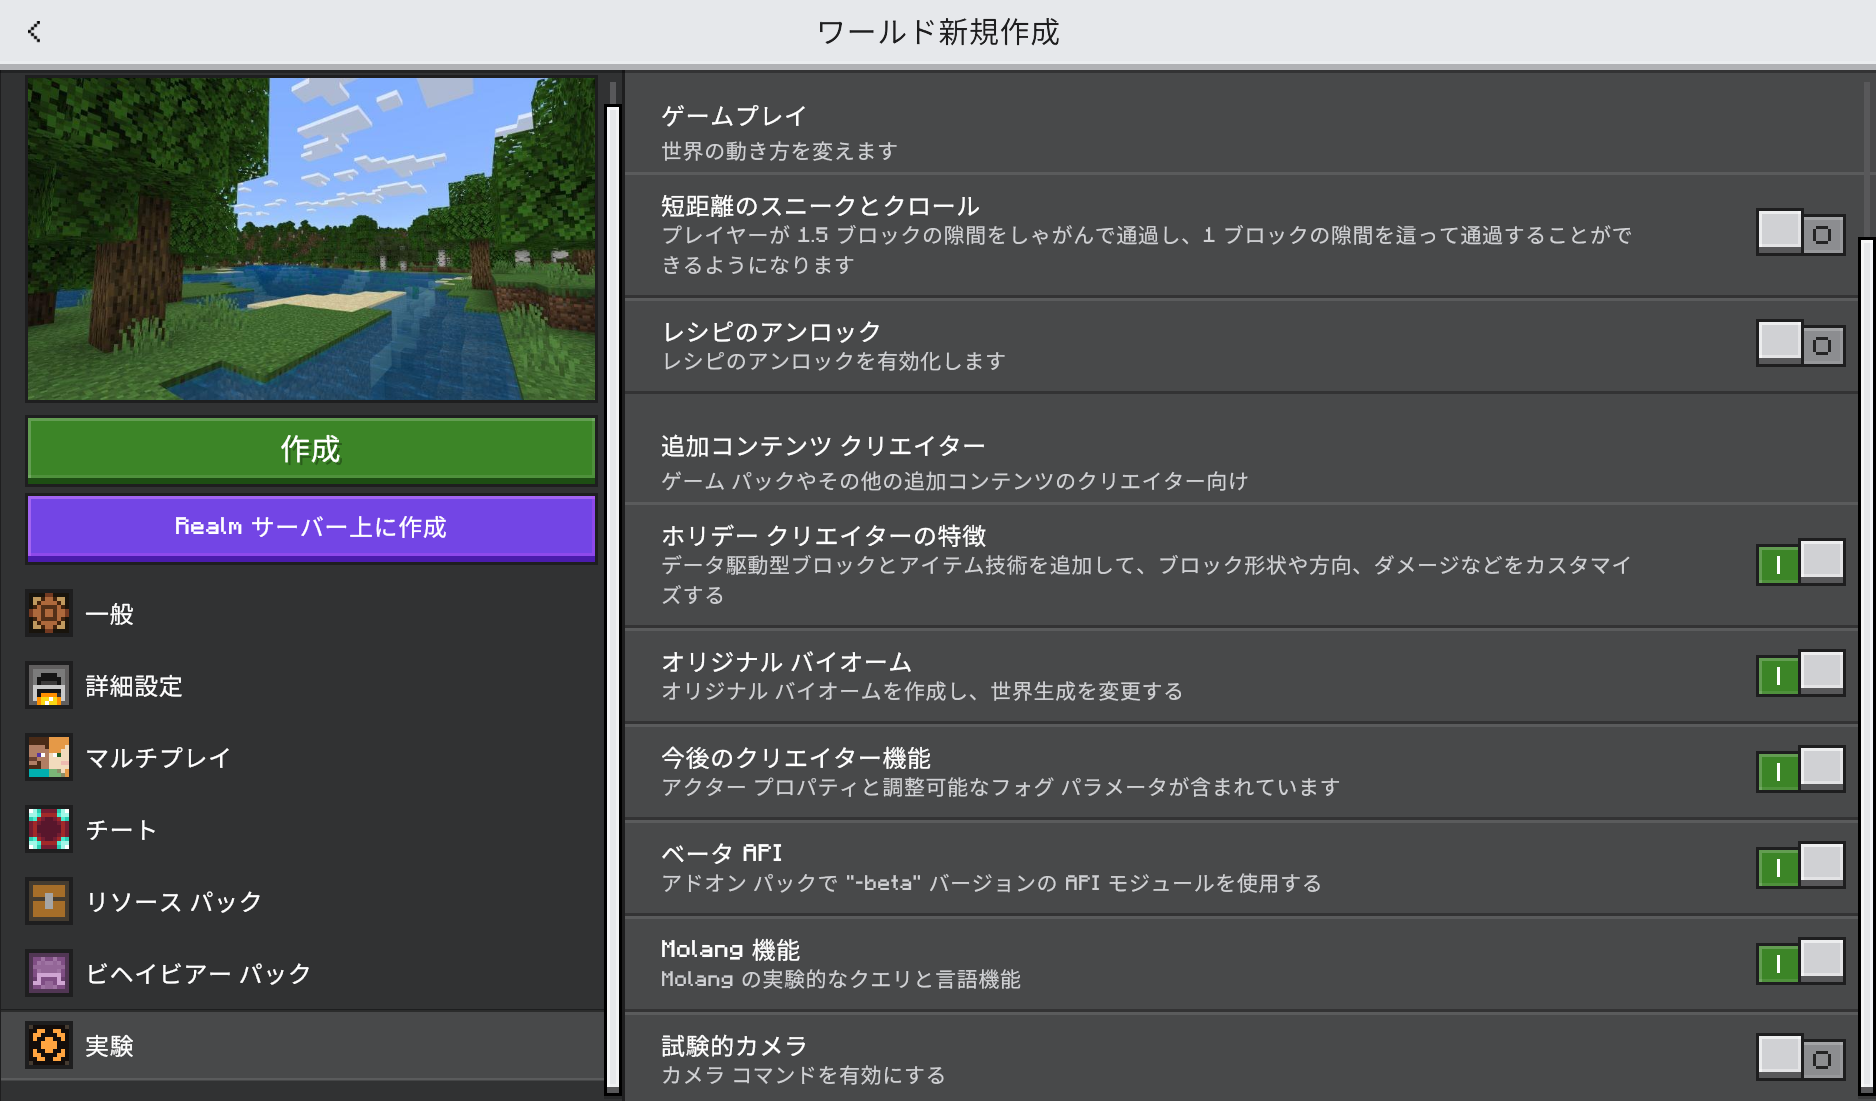 ワールド新規作成
作成
Realm サーバー上に作成
一般
詳細設定
マルチプレイ
チート
リソース パック
ビヘイビアー パック
実験
ゲームプレイ
世界の動き方を変えます
短距離のスニークとクロール
プレイヤーが 1.5 ブロックの隙間をしゃがんで通過し、1 ブロックの隙間を這って通過することがで
きるようになります
レシピのアンロック
レシピのアンロックを有効化します
追加コンテンツ クリエイター
ゲーム パックやその他の追加コンテンツのクリエイター向け
ホリデー クリエイターの特徴
データ駆動型ブロックとアイテム技術を追加して、ブロック形状や方向、ダメージなどをカスタマイ
ズする
オリジナル バイオーム
オリジナル バイオームを作成し、世界生成を変更する
今後のクリエイター機能
アクター プロパティと調整可能なフォグ パラメータが含まれています
ベータ API
アドオン パックで "-beta" バージョンの API モジュールを使用する
Molang 機能
Molang の実験的なクエリと言語機能
試験的カメラ
カメラ コマンドを有効にする